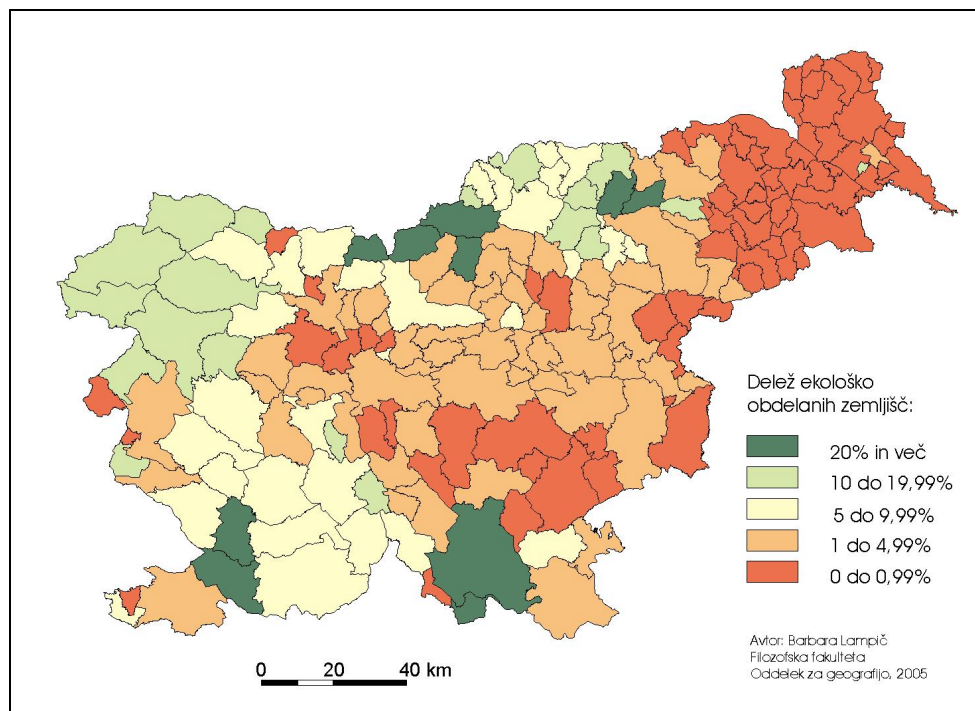 Delež ekološko
obdelanih zemljišč:
20% in več
10 do 19,99%
5 do 9,99%
1 do 4,99%
0 do 0,99%
Avtor: Barbara Lampič
Filozofska fakulteta
Oddelek za geografijo, 2005
0 20 40 km